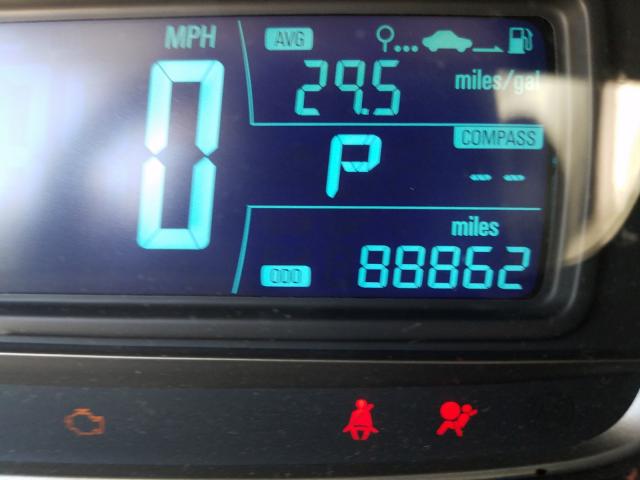 MPH
0
AVG
29.5 miles/gal
P
COMPASS
-- --
miles
ODO 88862